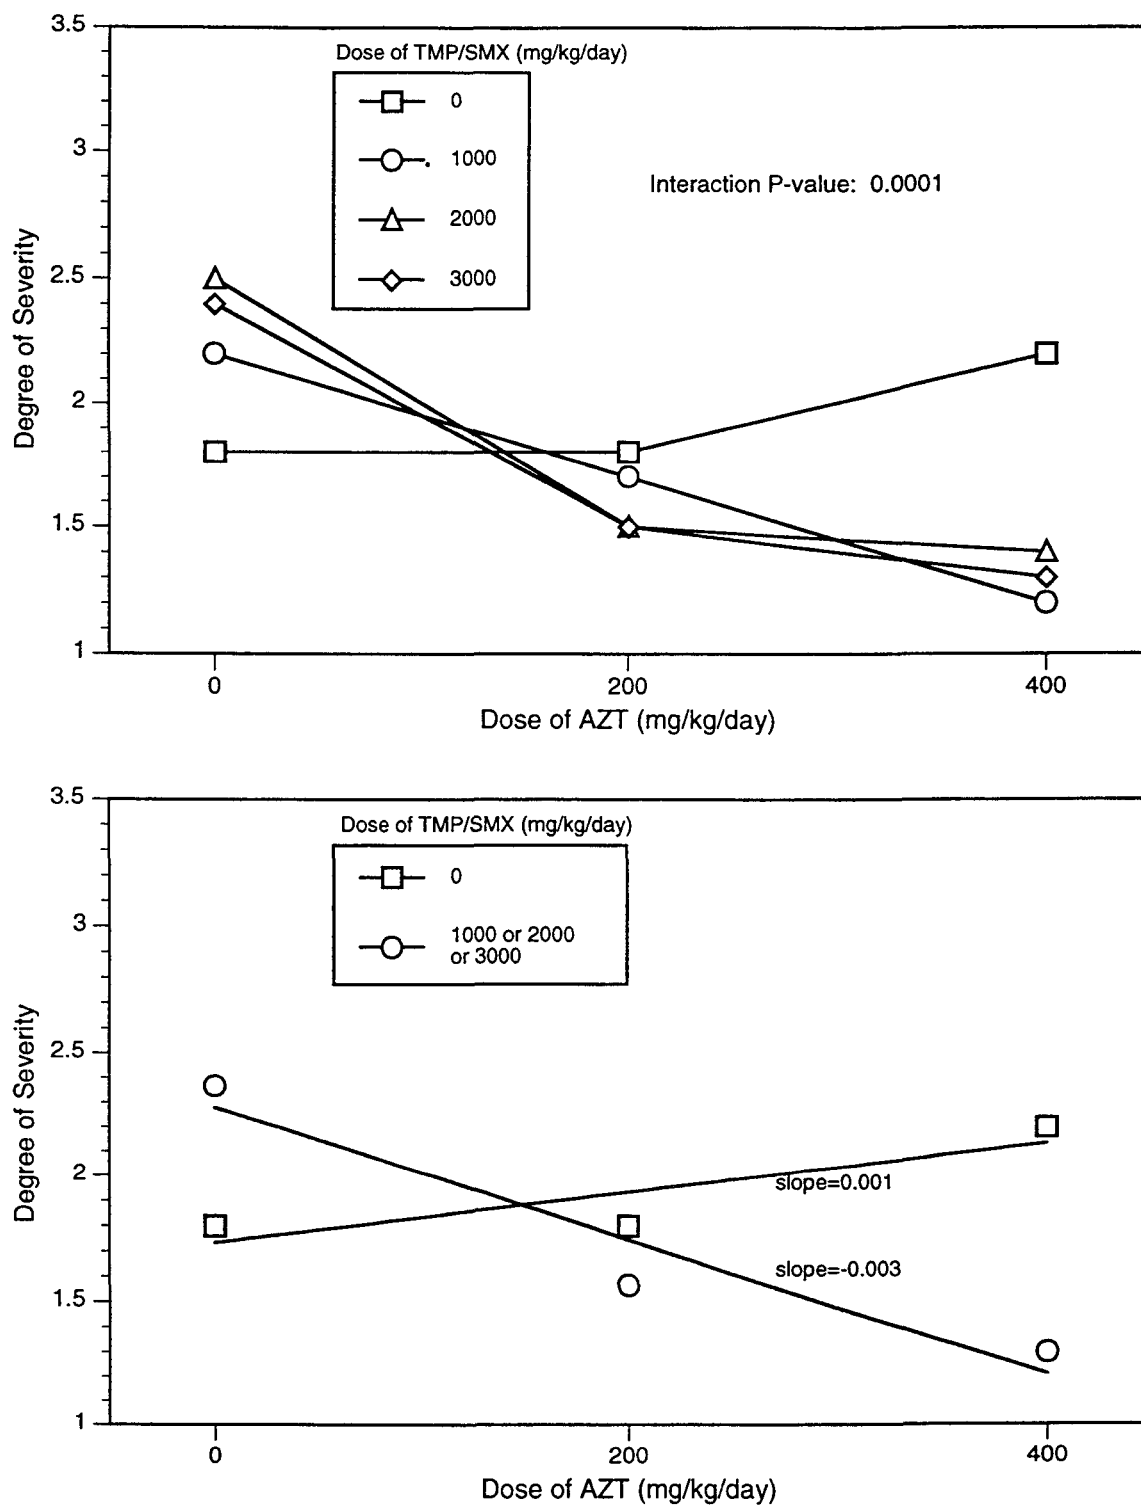 3.5
Dose of TMP/SMX (mg/kg/day)
0
3
1000
Interaction P-value: 0.0001
2000
2.5
3000
Degree of Severity
2
1.5
1
0
200
400
Dose of AZT (mg/kg/day)
3.5
Dose of TMP/SMX (mg/kg/day)
0
3
1000 or 2000
or 3000
2.5
Degree of Severity
2
slope=0.001
slope=-0.003
1.5
1
0
200
400
Dose of AZT (mg/kg/day)